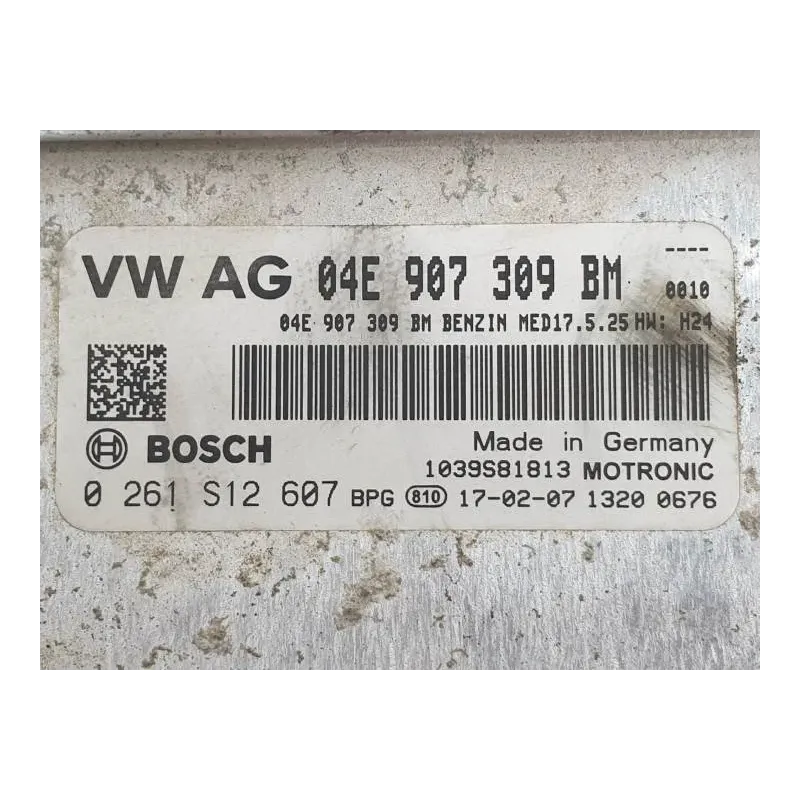 ----
VW AG 04E 907 309 BM 0010
04E 907 309 BM BENZIN MED17.5.25 HW: H24
BOSCH
Made in Germany
1039S81813 MOTRONIC
0 261 S12 607 BPG 810 17-02-07 1320 0676